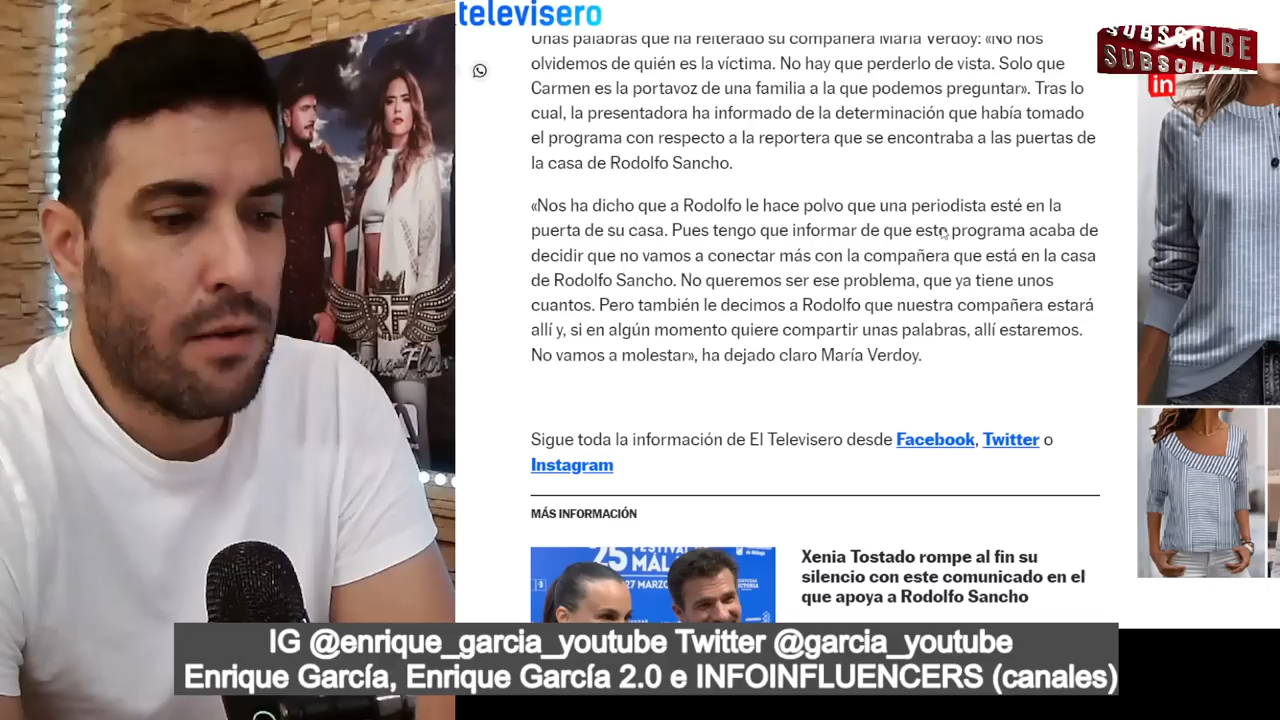 televisero
SUBSCRIBE
SUBSCRIBE
in
Unas palabras que ha reiterado su compañera María Verdoy: «No nos
olvidemos de quién es la víctima. No hay que perderlo de vista. Solo que
Carmen es la portavoz de una familia a la que podemos preguntar». Tras lo
cual, la presentadora ha informado de la determinación que había tomado
el programa con respecto a la reportera que se encontraba a las puertas de
la casa de Rodolfo Sancho.
«Nos ha dicho que a Rodolfo le hace polvo que una periodista esté en la
puerta de su casa. Pues tengo que informar de que este programa acaba de
decidir que no vamos a conectar más con la compañera que está en la casa
de Rodolfo Sancho. No queremos ser ese problema, que ya tiene unos
cuantos. Pero también le decimos a Rodolfo que nuestra compañera estará
allí y, si en algún momento quiere compartir unas palabras, allí estaremos.
No vamos a molestar», ha dejado claro María Verdoy.
Sigue toda la información de El Televisero desde Facebook, Twitter o
Instagram
MÁS INFORMACIÓN
25 FESTIVAL
MÁLA
27 MARZO
Xenia Tostado rompe al fin su
silencio con este comunicado en el
que apoya a Rodolfo Sancho
IG @enrique_garcia_youtube Twitter @garcia_youtube
Enrique García, Enrique García 2.0 e INFOINFLUENCERS (canales)